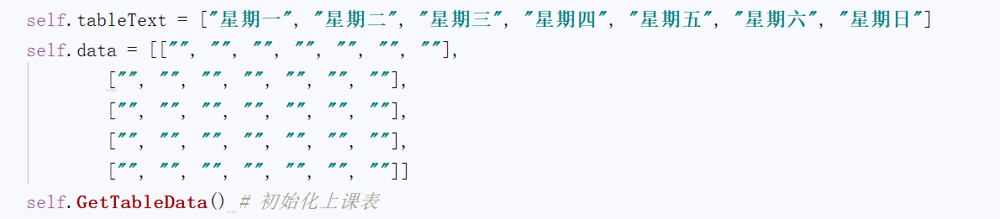 self.tableText = ["星期一", "星期二", "星期三", "星期四", "星期五", "星期六", "星期日"]
self.data = [["", "", "", "", "", "", ""],
["", "", "", "", "", "", ""],
["", "", "", "", "", "", ""],
["", "", "", "", "", "", ""],
["", "", "", "", "", "", ""]]
self.GetTableData() # 初始化上课表